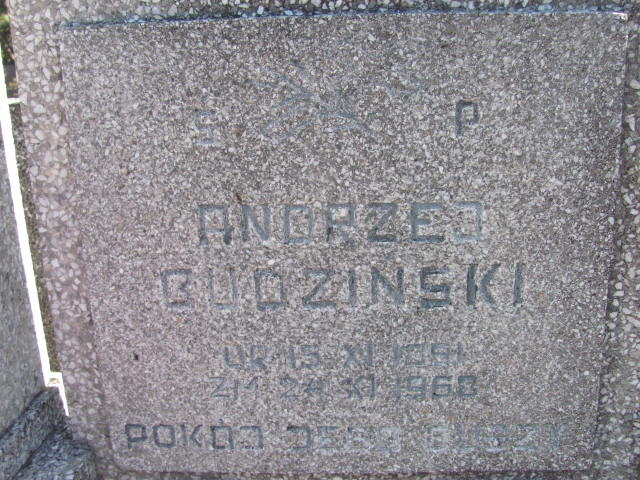 Ś P
ANDRZEJ
BUDZIŃSKI
UR 15 XI 1891
ZM 24 XI 1968
POKÓJ JEGO DUSZY